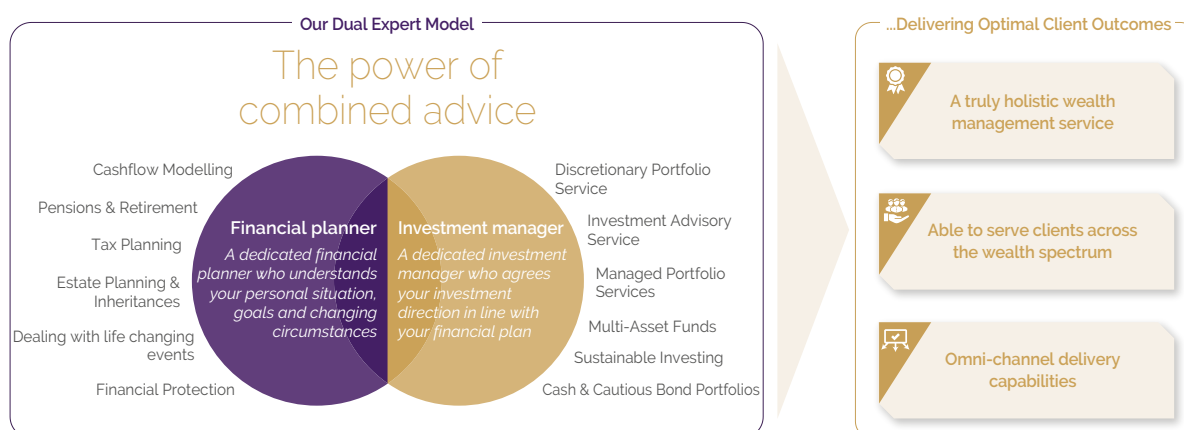 Our Dual Expert Model
The power of
combined advice
Cashflow Modelling
Pensions & Retirement
Tax Planning
Estate Planning &
Inheritances
Dealing with life changing
events
Financial Protection
Financial planner
A dedicated financial
planner who understands
your personal situation,
goals and changing
circumstances
Investment manager
A dedicated investment
manager who agrees
your investment
direction in line with
your financial plan
Discretionary Portfolio
Service
Investment Advisory
Service
Managed Portfolio
Services
Multi-Asset Funds
Sustainable Investing
Cash & Cautious Bond Portfolios
...Delivering Optimal Client Outcomes
A truly holistic wealth
management service
Able to serve clients across
the wealth spectrum
Omni-channel delivery
capabilities